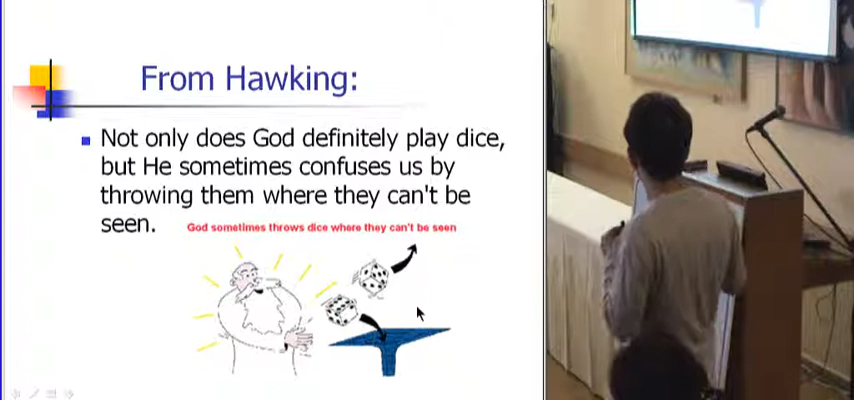 From Hawking:
Not only does God definitely play dice,
but He sometimes confuses us by
throwing them where they can't be
seen.
God sometimes throws dice where they can't be seen